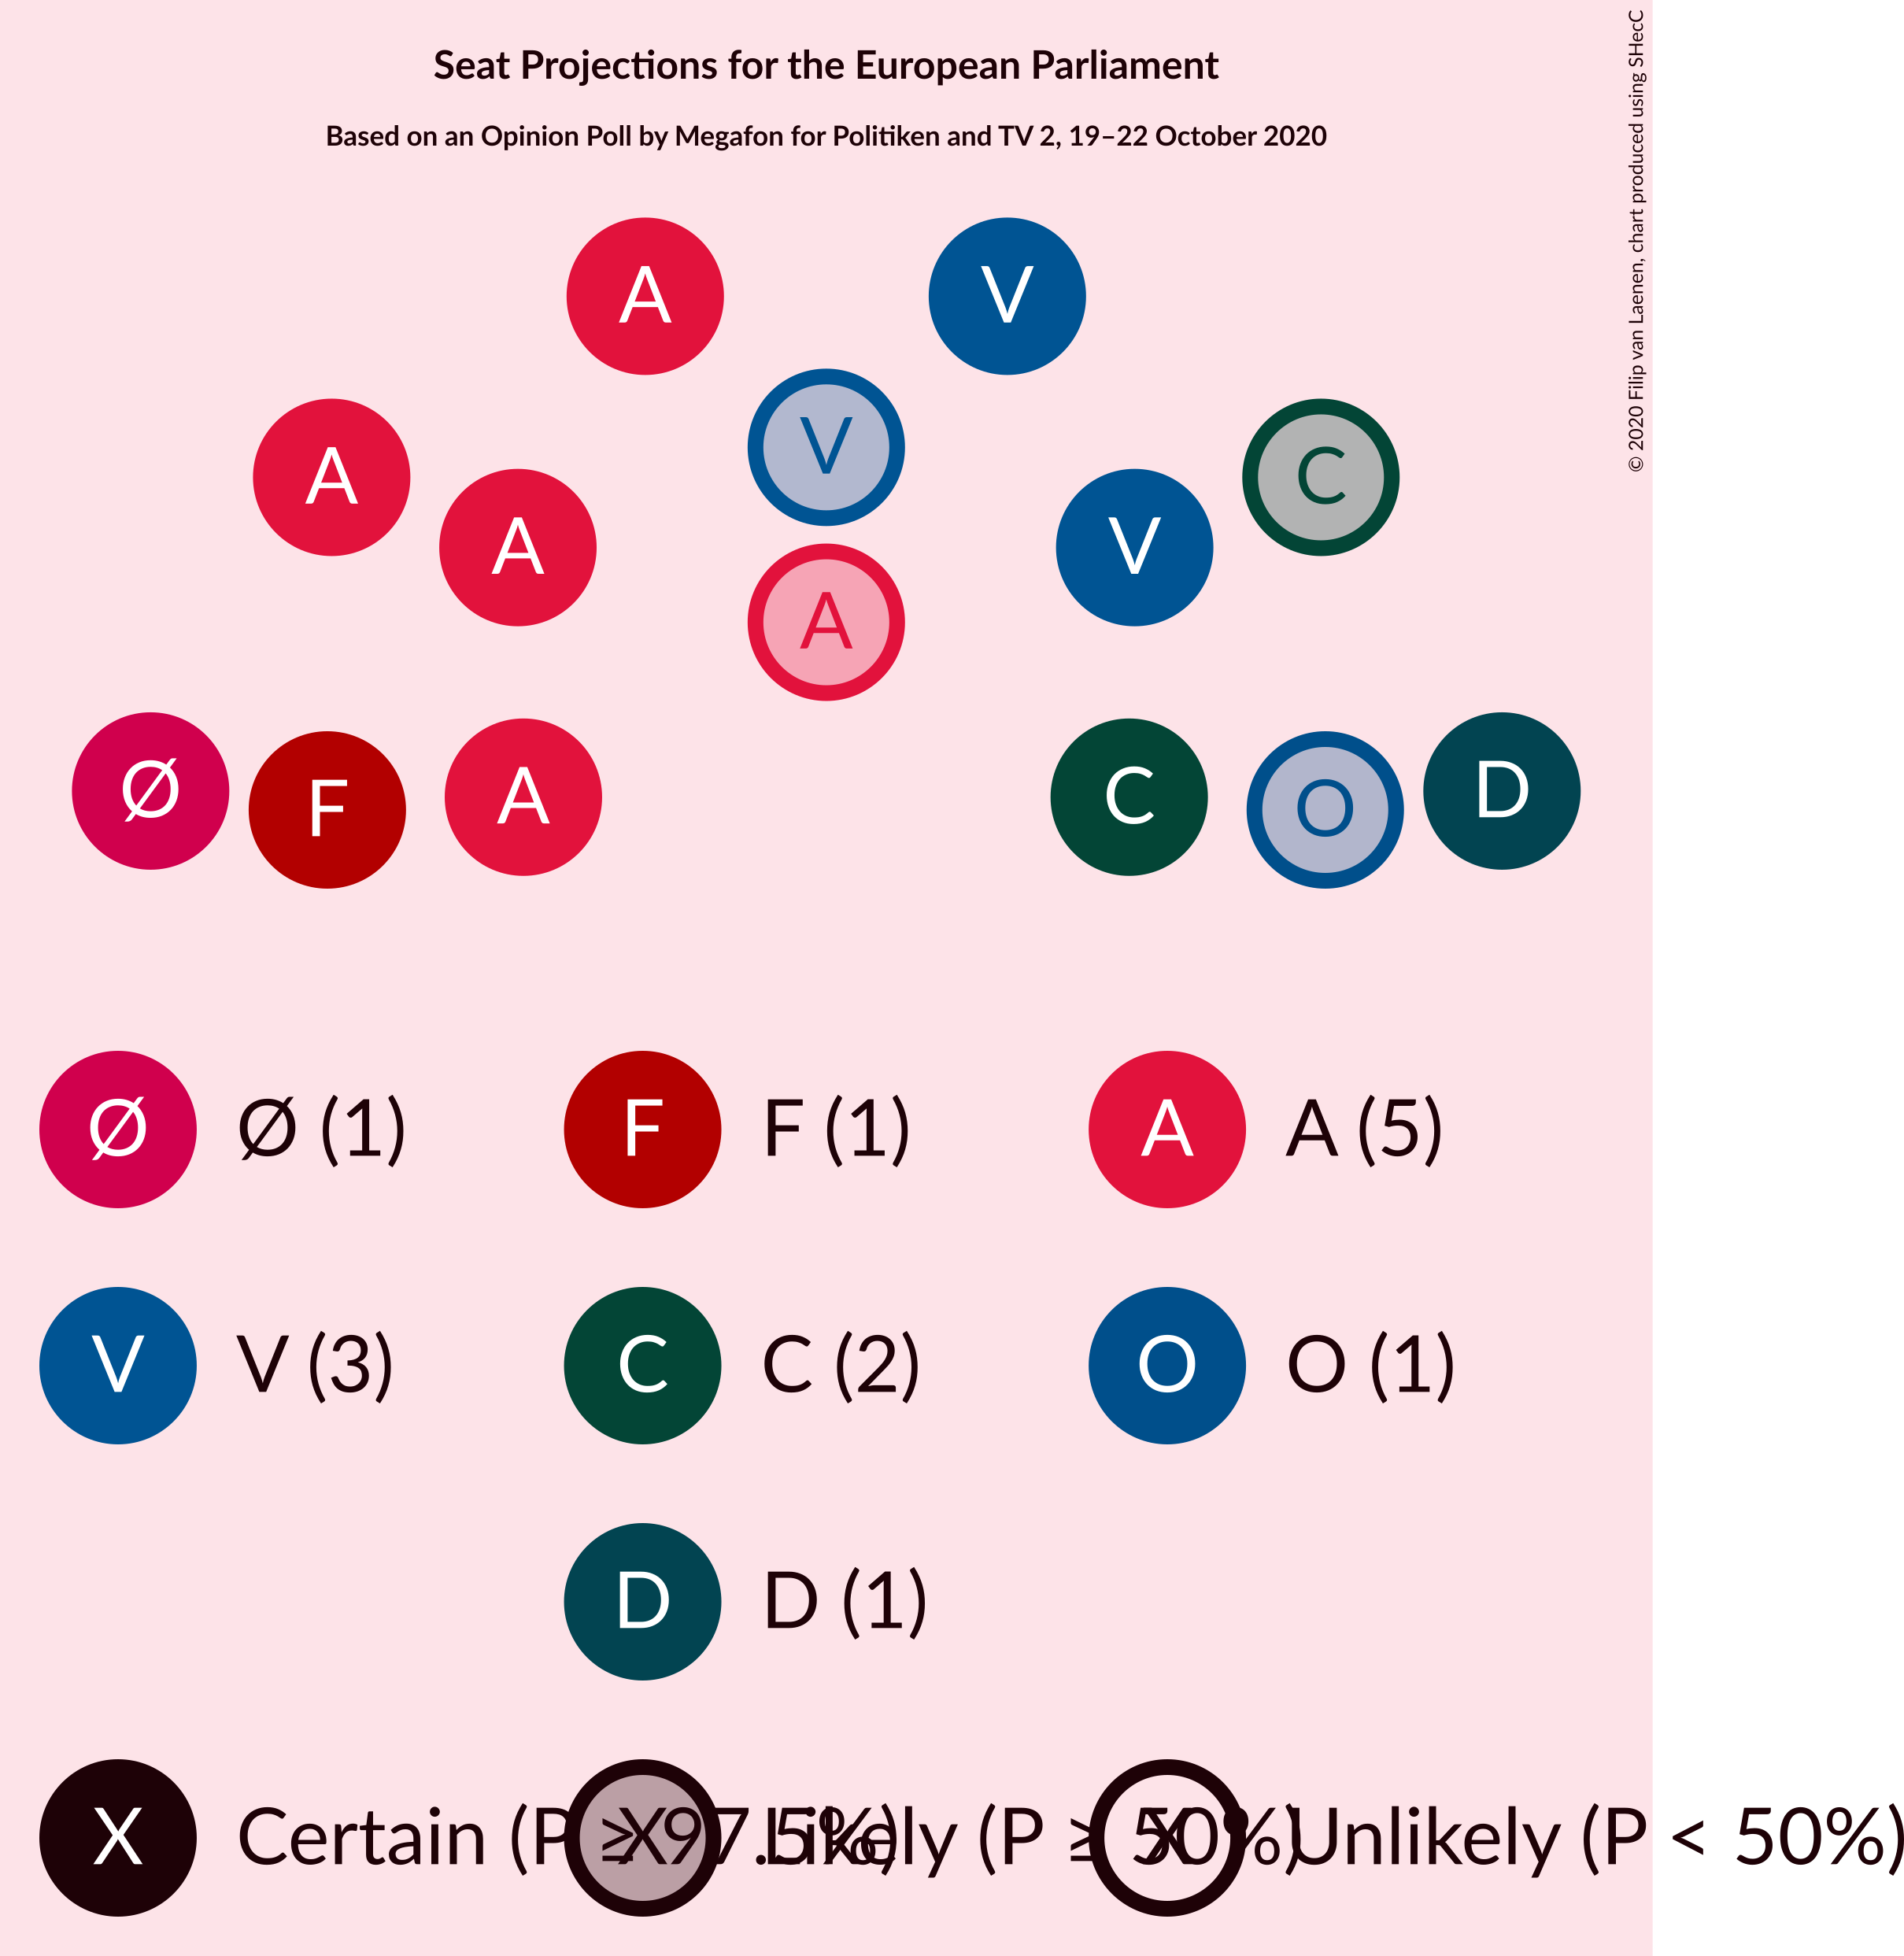 Seat Projections for the European Parliament
Based on an Opinion Poll by Megafon for Politiken and TV 2, 19–22 October 2020
© 2020 Filip van Laenen, chart produced using SHecC
A V
V
A C
A V
A
Ø D
A C
F O
Ø Ø (1) F F (1) A A (5)
V V (3) C C (2) O O (1)
D D (1)
X Certain (P ≥ 97.5%) X Likely (P ≥ 50%) X Unlikely (P < 50%)